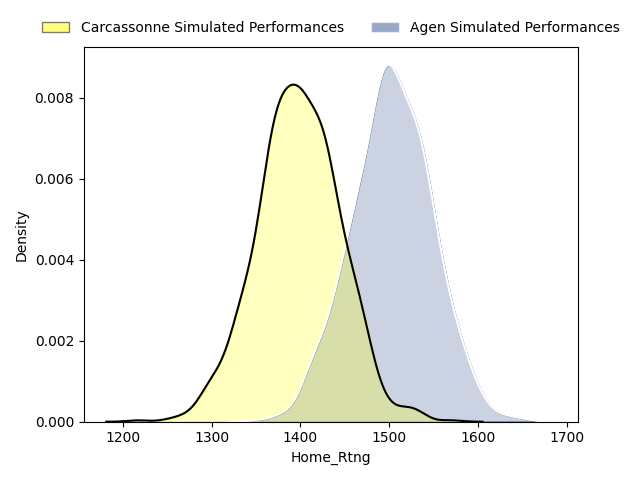 Carcassonne Simulated Performances Agen Simulated Performances
0.008
0.006
0.004
0.002
0.000
Density
1200 1300 1400 1500 1600 1700
Home_Rtng